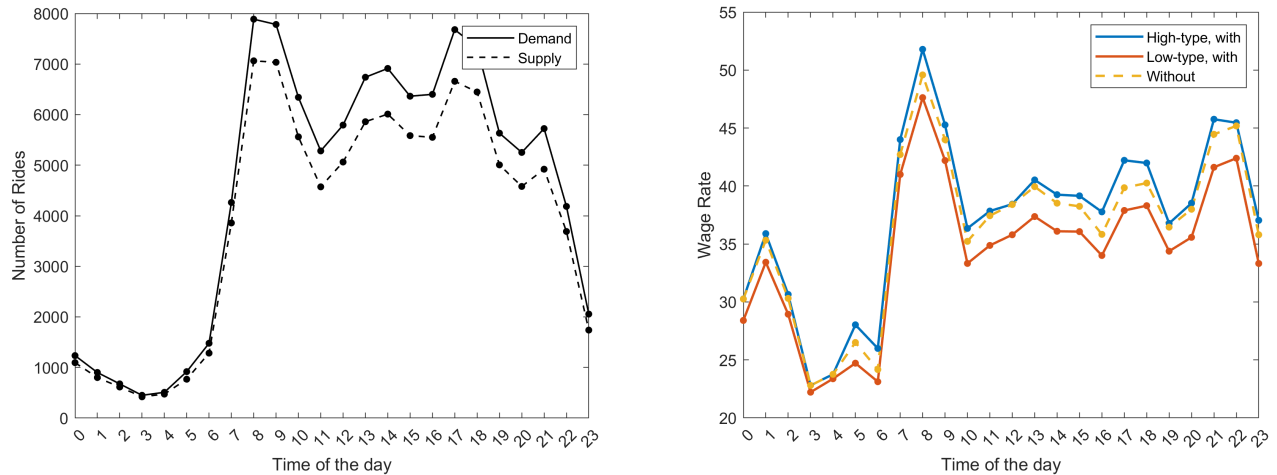 8000
7000
6000
5000
4000
3000
2000
1000
0
Number of Rides
Demand
Supply
0 1 2 3 4 5 6 7 8 9 10 11 12 13 14 15 16 17 18 19 20 21 22 23
Time of the day
55
50
45
40
35
30
25
20
Wage Rate
High-type, with
Low-type, with
Without
0 1 2 3 4 5 6 7 8 9 10 11 12 13 14 15 16 17 18 19 20 21 22 23
Time of the day